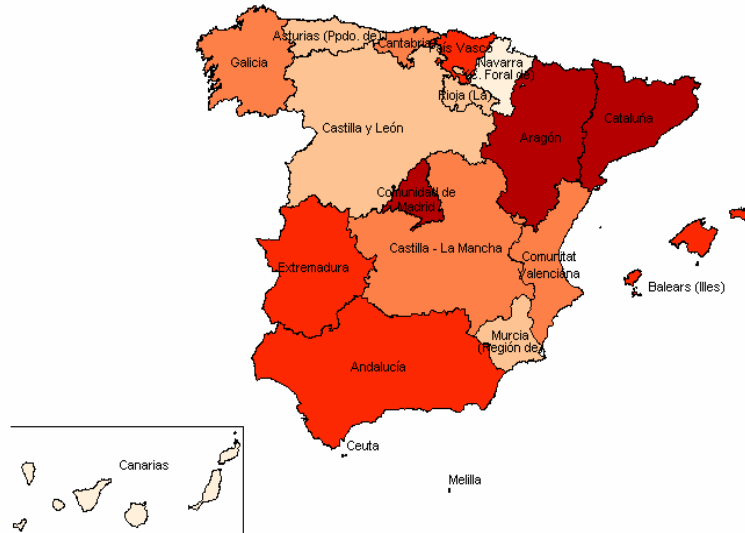 Asturias (Ppdo. de)
Cantabria
País Vasco
Galicia
Navarra
(C. Foral de)
Rioja (La)
Castilla y León
Aragón
Cataluña
Comunidad de
Madrid
Castilla - La Mancha
Comunitat
Valenciana
Extremadura
Balears (Illes)
Murcia
(Región de)
Andalucía
Ceuta
Canarias
Melilla